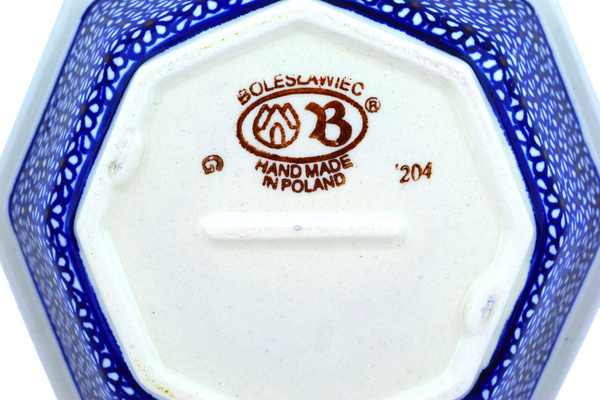 BOLESŁAWIEC
B ®
HAND MADE
IN POLAND
G
204